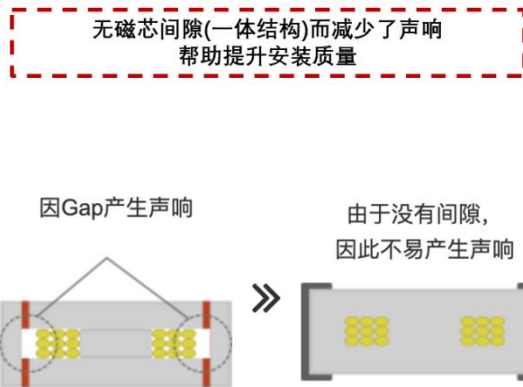 无磁芯间隙(一体结构)而减少了声响
帮助提升安装质量
因Gap产生声响
由于没有间隙，
因此不易产生声响